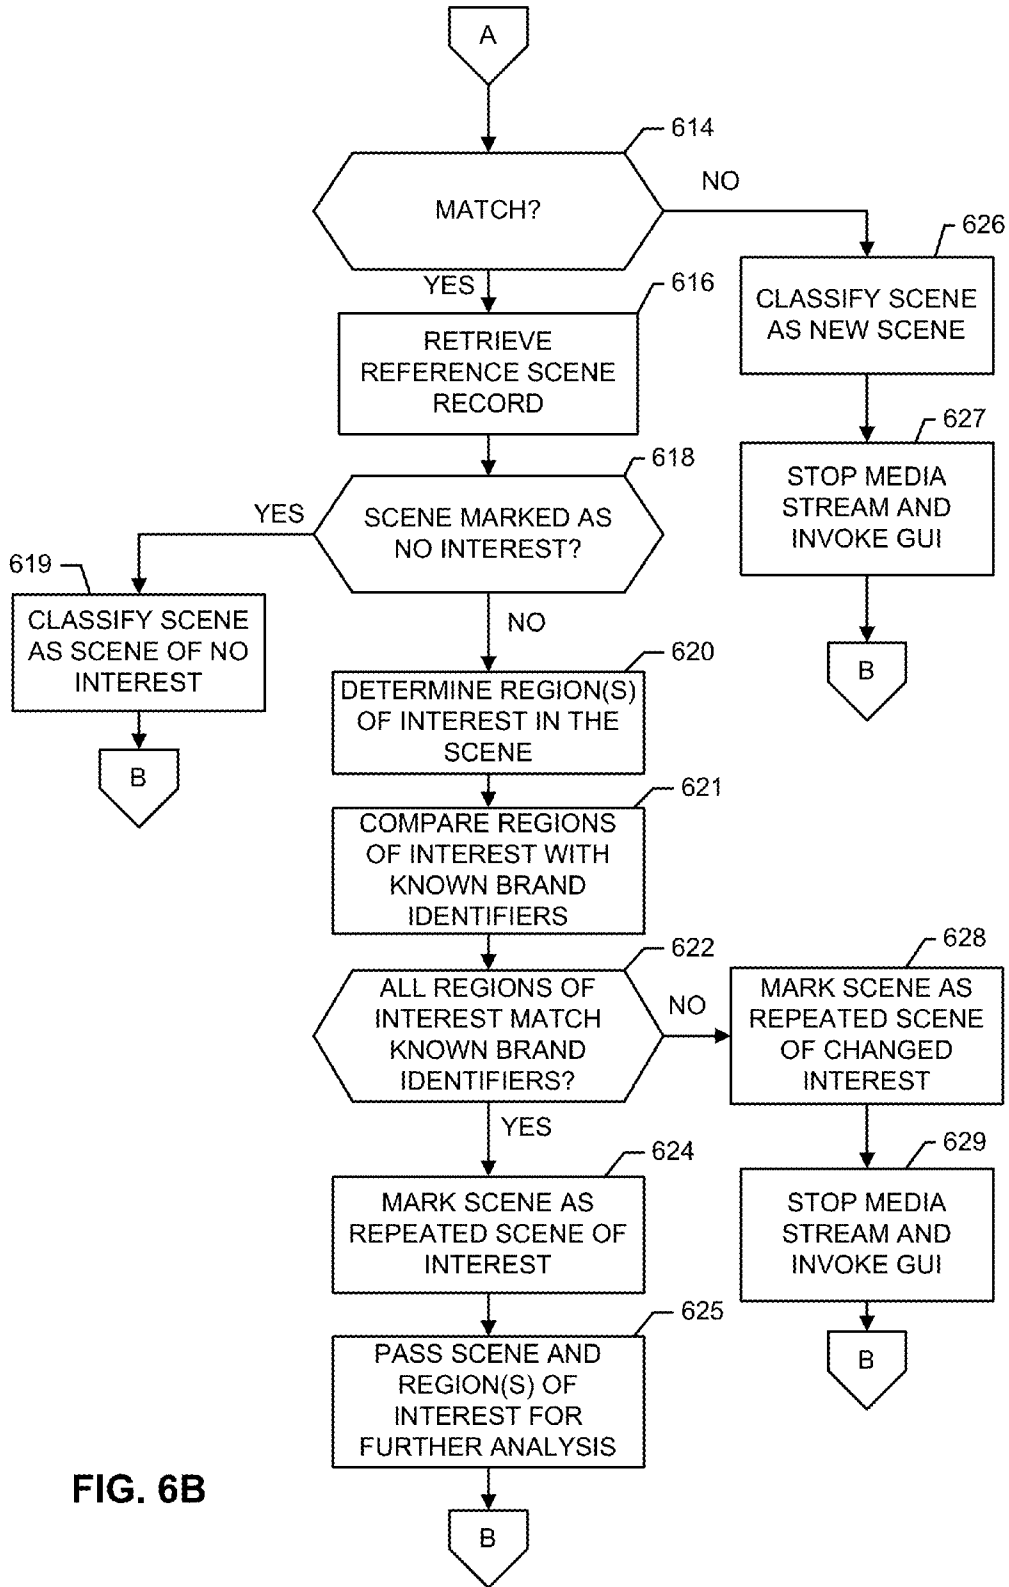 A
614
MATCH?
NO
YES
626
CLASSIFY SCENE
AS NEW SCENE
616
RETRIEVE
REFERENCE SCENE
RECORD
627
STOP MEDIA
STREAM AND
INVOKE GUI
B
618
SCENE MARKED AS
NO INTEREST?
YES
619
CLASSIFY SCENE
AS SCENE OF NO
INTEREST
B
NO
620
DETERMINE REGION(S)
OF INTEREST IN THE
SCENE
621
COMPARE REGIONS
OF INTEREST WITH
KNOWN BRAND
IDENTIFIERS
622
ALL REGIONS OF
INTEREST MATCH
KNOWN BRAND
IDENTIFIERS?
NO
628
MARK SCENE AS
REPEATED SCENE
OF CHANGED
INTEREST
629
STOP MEDIA
STREAM AND
INVOKE GUI
B
YES
624
MARK SCENE AS
REPEATED SCENE OF
INTEREST
625
PASS SCENE AND
REGION(S) OF
INTEREST FOR
FURTHER ANALYSIS
B
FIG. 6B